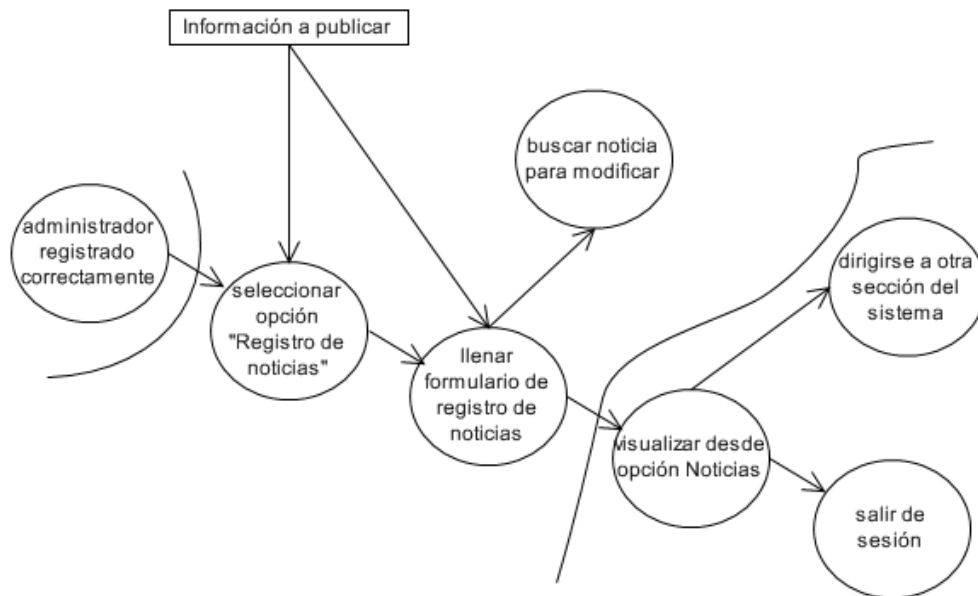 Información a publicar
buscar noticia
para modificar
administrador
registrado
correctamente
seleccionar
opción
"Registro de
noticias"
llenar
formulario de
registro de
noticias
visualizar desde
opción Noticias
dirigirse a otra
sección del
sistema
salir de
sesión